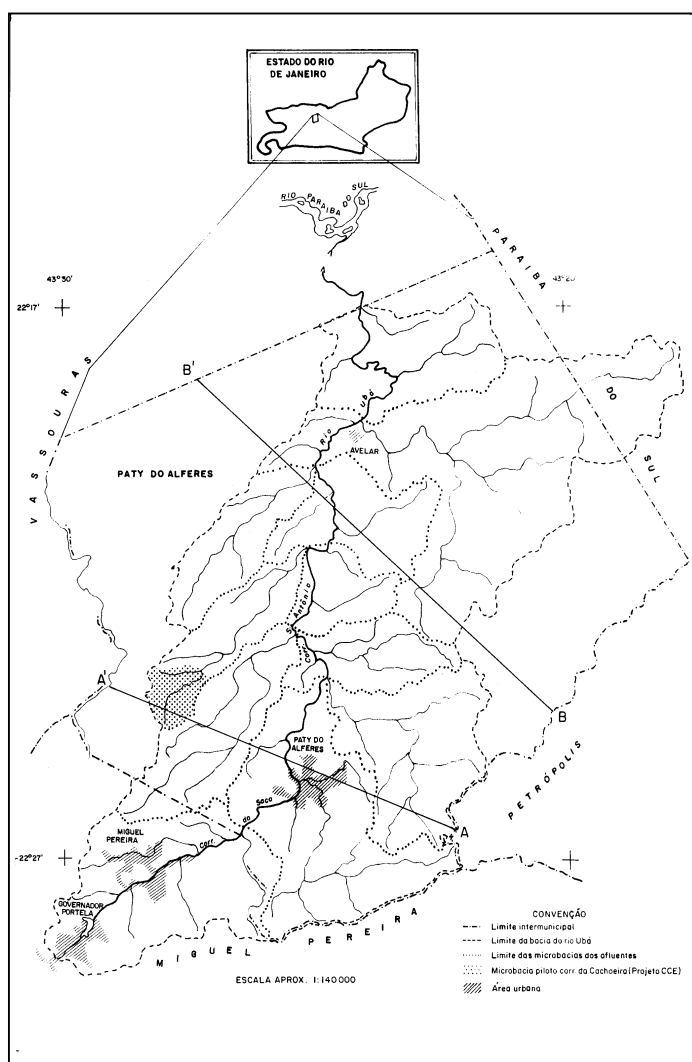 ESTADO DO RIO
DE JANEIRO
RIO PARAIBA DO SUL
PARAIBA DO SUL
43°30'
43°20'
22°17'
VASSOURAS
B'
PATY DO ALFERES
Rio Ubá
AVELAR
S. Antônio
Corr.
A'
B
PATY DO
ALFERES
PETRÓPOLIS
Corr. do Saco
A
MIGUEL
PEREIRA
22°27'
GOVERNADOR
PORTELA
MIGUEL PEREIRA
ESCALA APROX. 1:140000
CONVENÇÃO
Limite intermunicipal
Limite da bacia do rio Ubá
Limite das microbacias dos afluentes
Microbacia piloto corr. da Cachoeira (Projeto CCE)
Área urbana